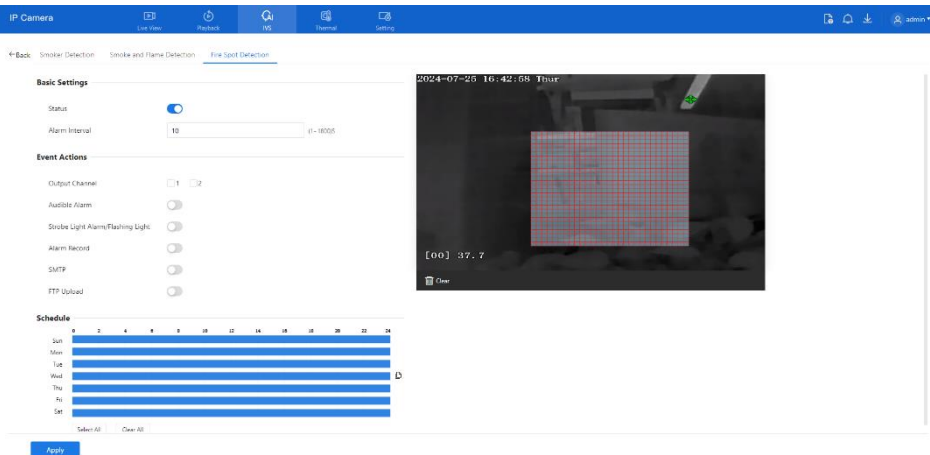 IP Camera
Live View Playback IVS Thermal Setting admin
Back Smoker Detection Smoke and Flame Detection Fire Spot Detection
Basic Settings
Status
Alarm Interval 10 (1~1800)S
Event Actions
Output Channel 1 2
Audible Alarm
Strobe Light Alarm/Flashing Light
Alarm Record
SMTP
FTP Upload
Schedule
0 2 4 6 8 10 12 14 16 18 20 22 24
Sun
Mon
Tue
Wed
Thu
Fri
Sat
Select All Clear All
Apply
2024-07-25 16:42:58 Thur
[00] 37.7
Clear